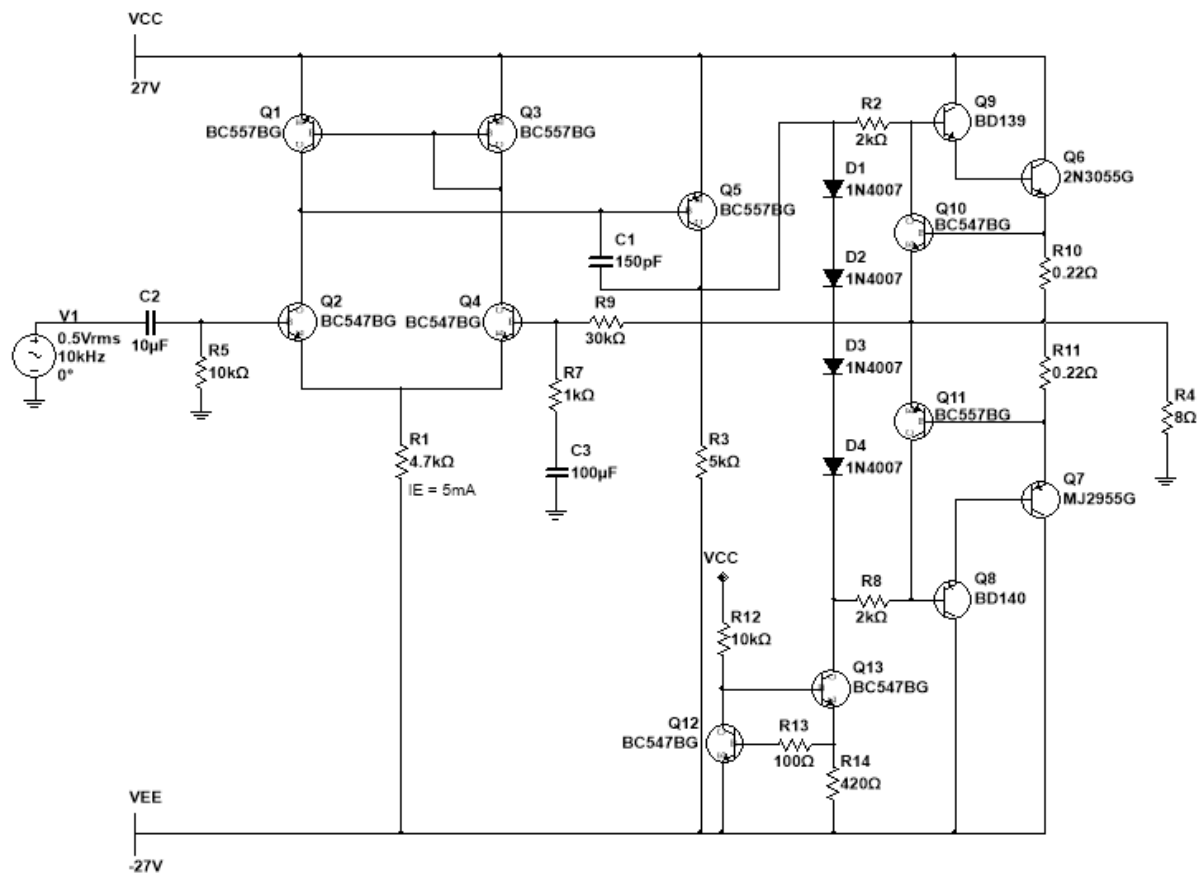 VCC
27V
Q1
BC557BG
Q3
BC557BG
R2
2kΩ
Q9
BD139
Q6
2N3055G
D1
1N4007
Q5
BC557BG
Q10
BC547BG
C1
150pF
R10
0.22Ω
D2
1N4007
V1
0.5Vrms
10kHz
0°
C2
10µF
Q2
BC547BG
Q4
BC547BG
R9
30kΩ
R5
10kΩ
R7
1kΩ
D3
1N4007
R11
0.22Ω
Q11
BC557BG
R4
8Ω
R1
4.7kΩ
IE = 5mA
C3
100µF
R3
5kΩ
D4
1N4007
Q7
MJ2955G
VCC
R12
10kΩ
R8
2kΩ
Q8
BD140
Q13
BC547BG
Q12
BC547BG
R13
100Ω
R14
420Ω
VEE
-27V